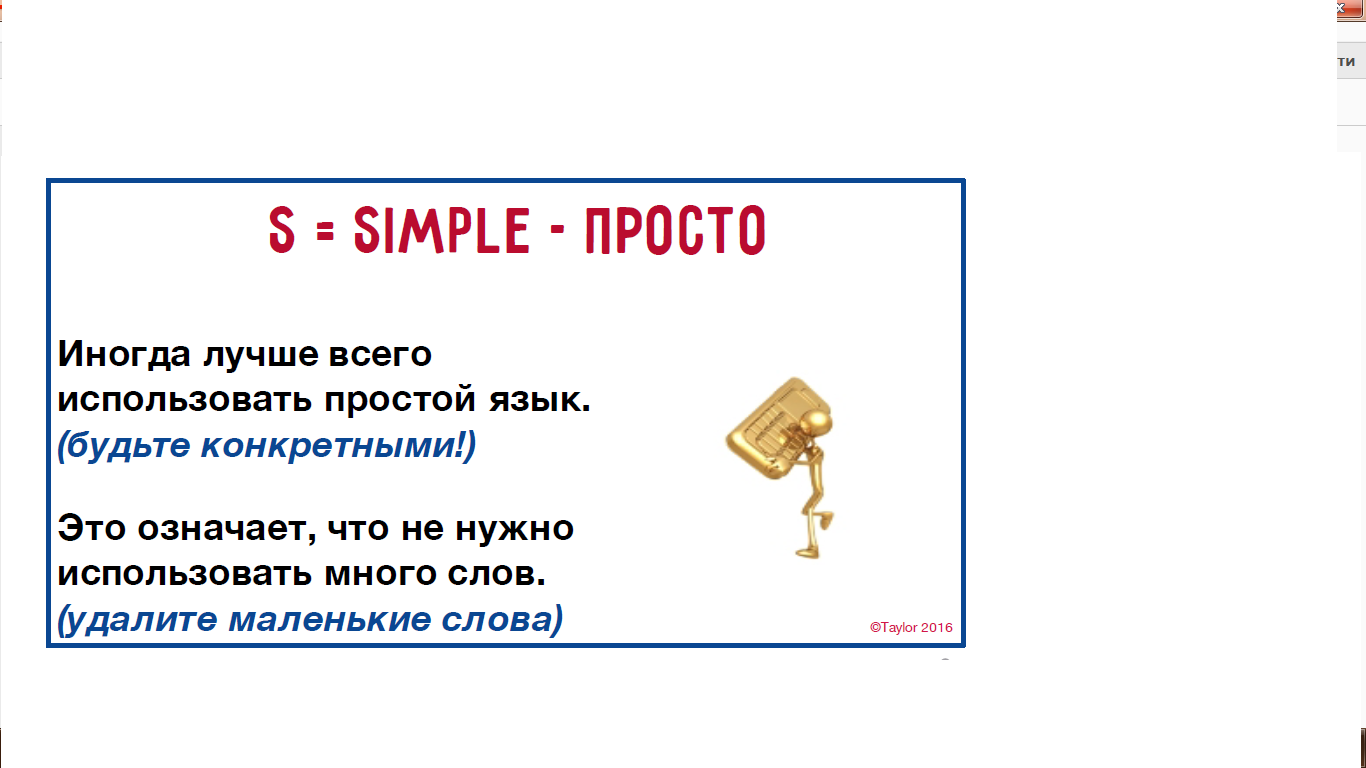 ти
S = SIMPLE - ПРОСТО
Иногда лучше всего
использовать простой язык.
(будьте конкретными!)
Это означает, что не нужно
использовать много слов.
(удалите маленькие слова)
©Taylor 2016